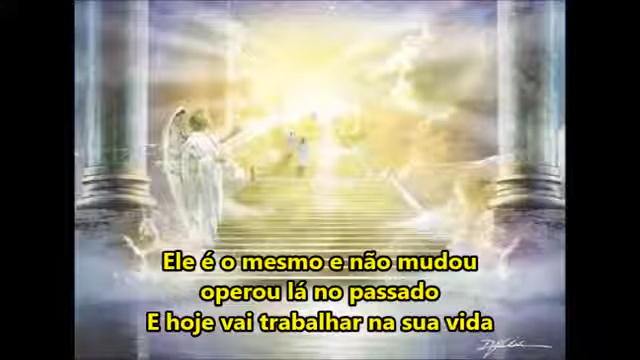 Ele é o mesmo e não mudou
operou lá no passado
E hoje vai trabalhar na sua vida